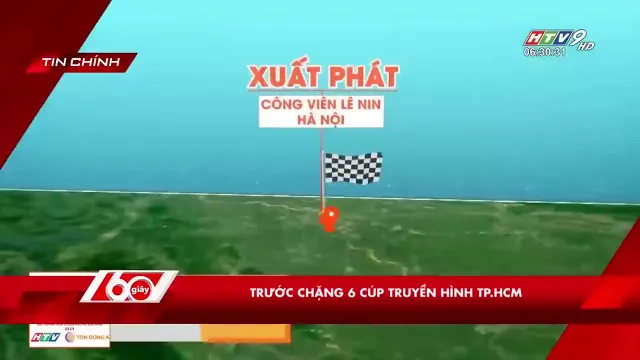 TIN CHÍNH
HTV9 HD
06:30:31
XUẤT PHÁT
CÔNG VIÊN LÊ NIN
HÀ NỘI
60 giây
TRƯỚC CHẶNG 6 CÚP TRUYỀN HÌNH TP.HCM
HTV TÔN ĐÔNG Á